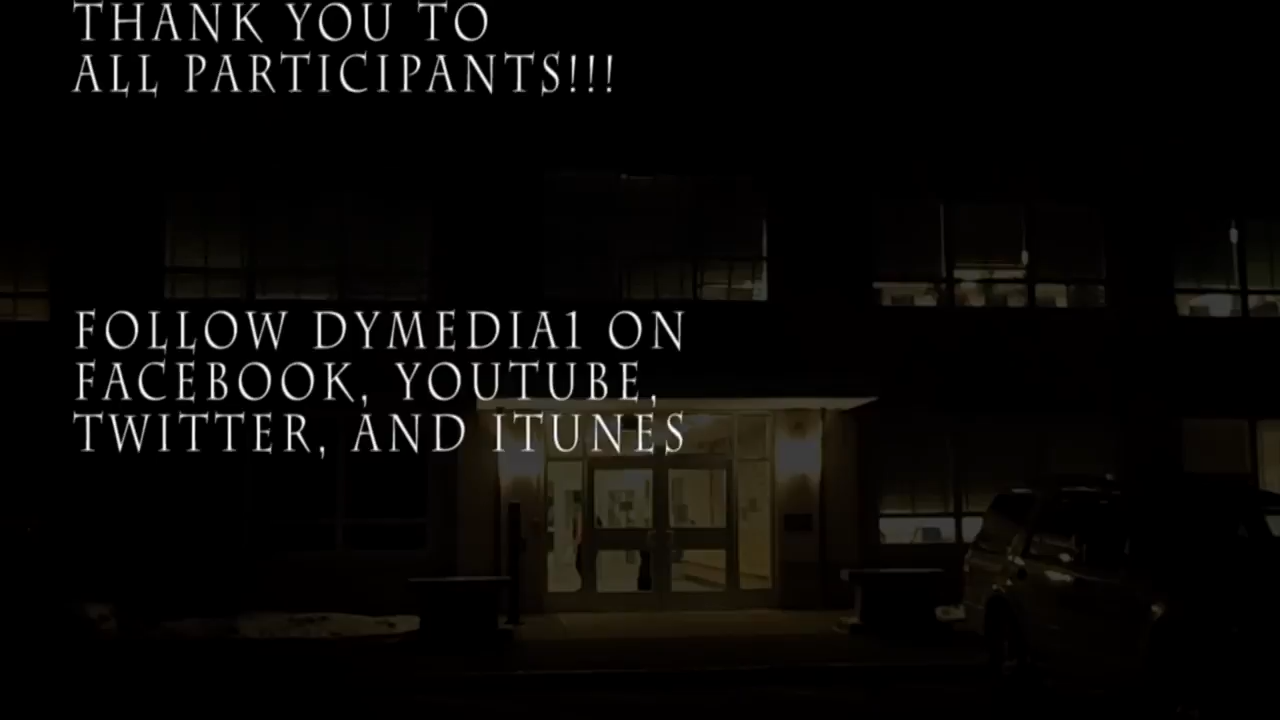 THANK YOU TO
ALL PARTICIPANTS!!!
FOLLOW DYMEDIA1 ON
FACEBOOK, YOUTUBE,
TWITTER, AND ITUNES